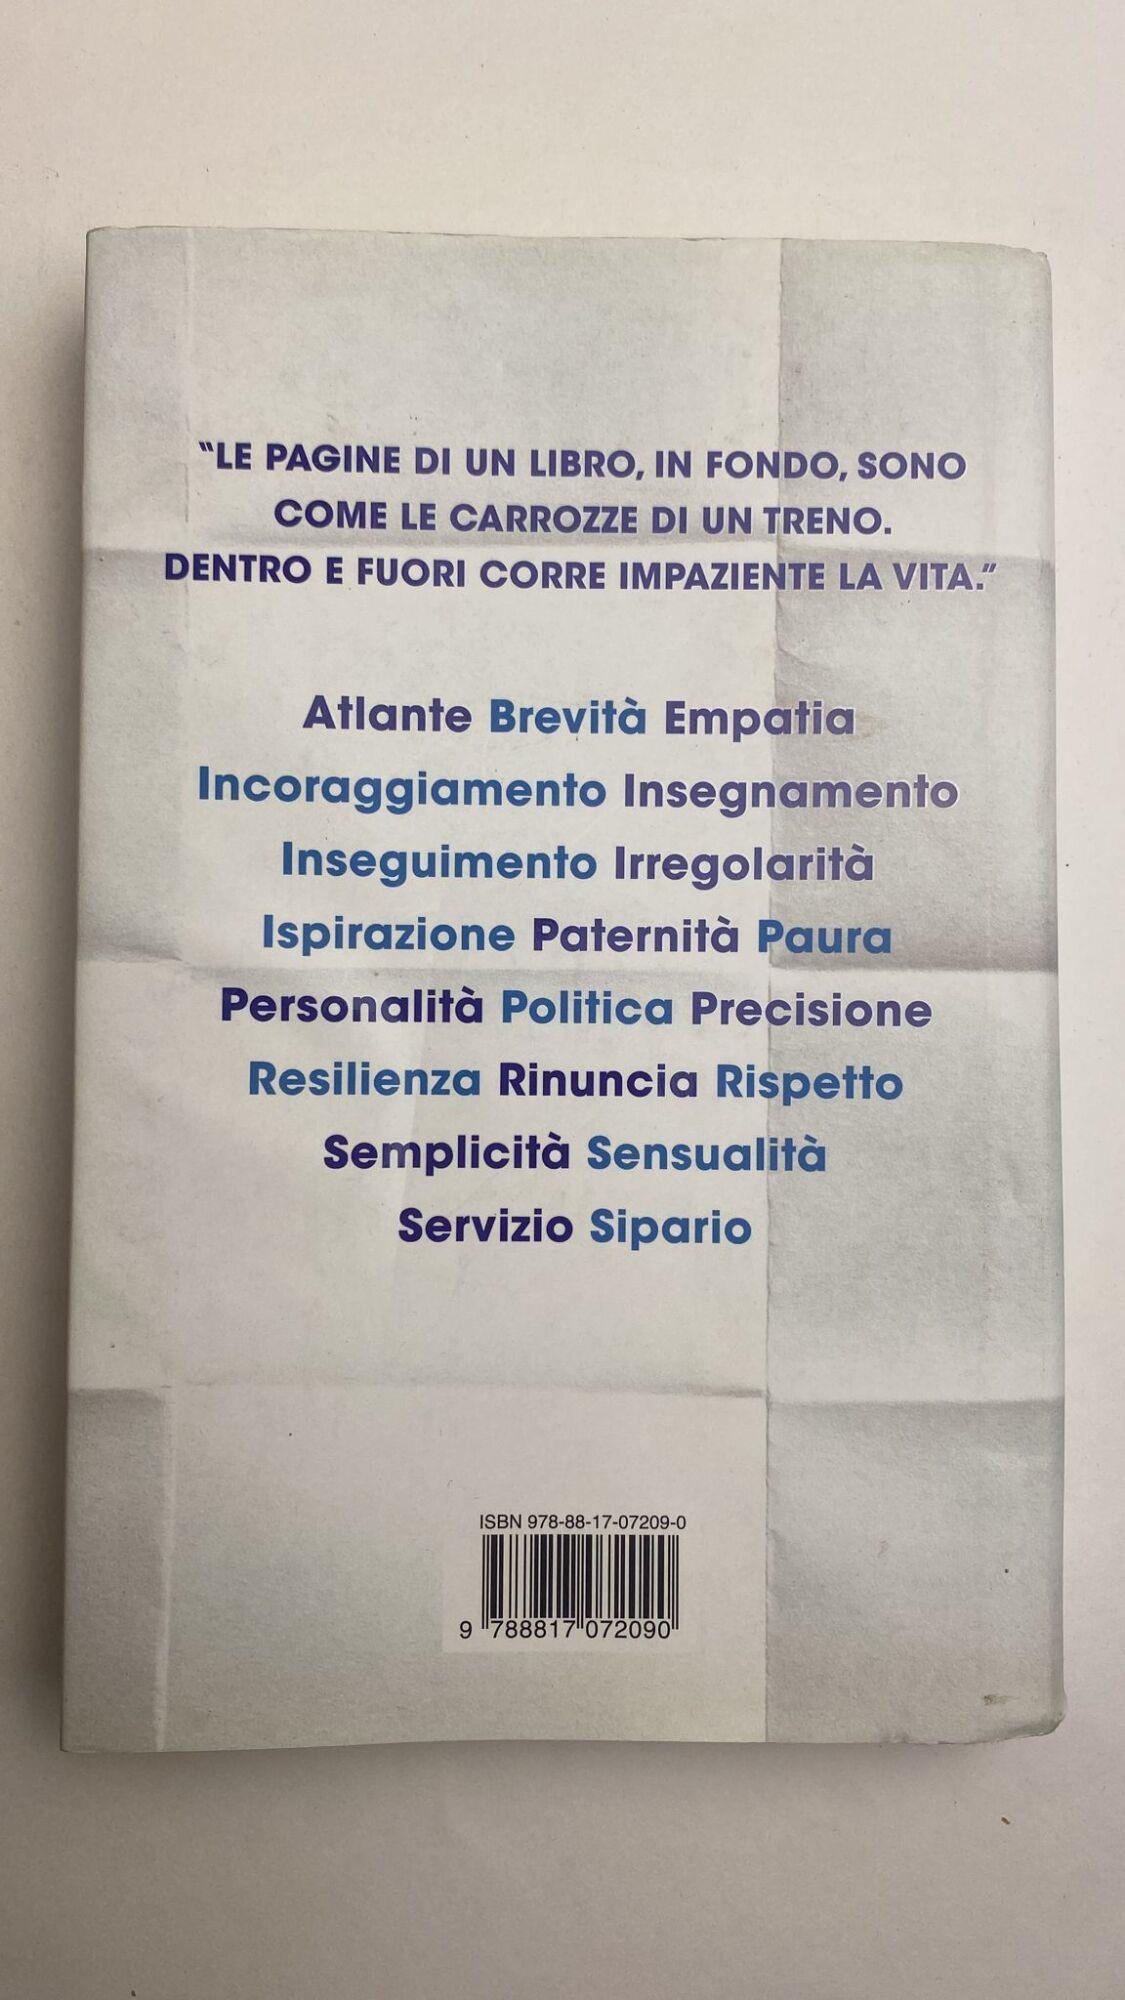 “LE PAGINE DI UN LIBRO, IN FONDO, SONO
COME LE CARROZZE DI UN TRENO.
DENTRO E FUORI CORRE IMPAZIENTE LA VITA.”
Atlante Brevità Empatia
Incoraggiamento Insegnamento
Inseguimento Irregolarità
Ispirazione Paternità Paura
Personalità Politica Precisione
Resilienza Rinuncia Rispetto
Semplicità Sensualità
Servizio Sipario
ISBN 978-88-17-07209-0
9 788817 072090